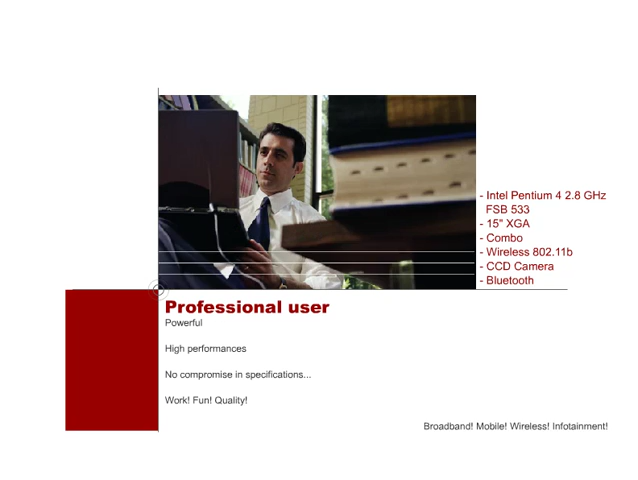 - Intel Pentium 4 2.8 GHz
FSB 533
- 15" XGA
- Combo
- Wireless 802.11b
- CCD Camera
- Bluetooth
Professional user
Powerful
High performances
No compromise in specifications...
Work! Fun! Quality!
Broadband! Mobile! Wireless! Infotainment!